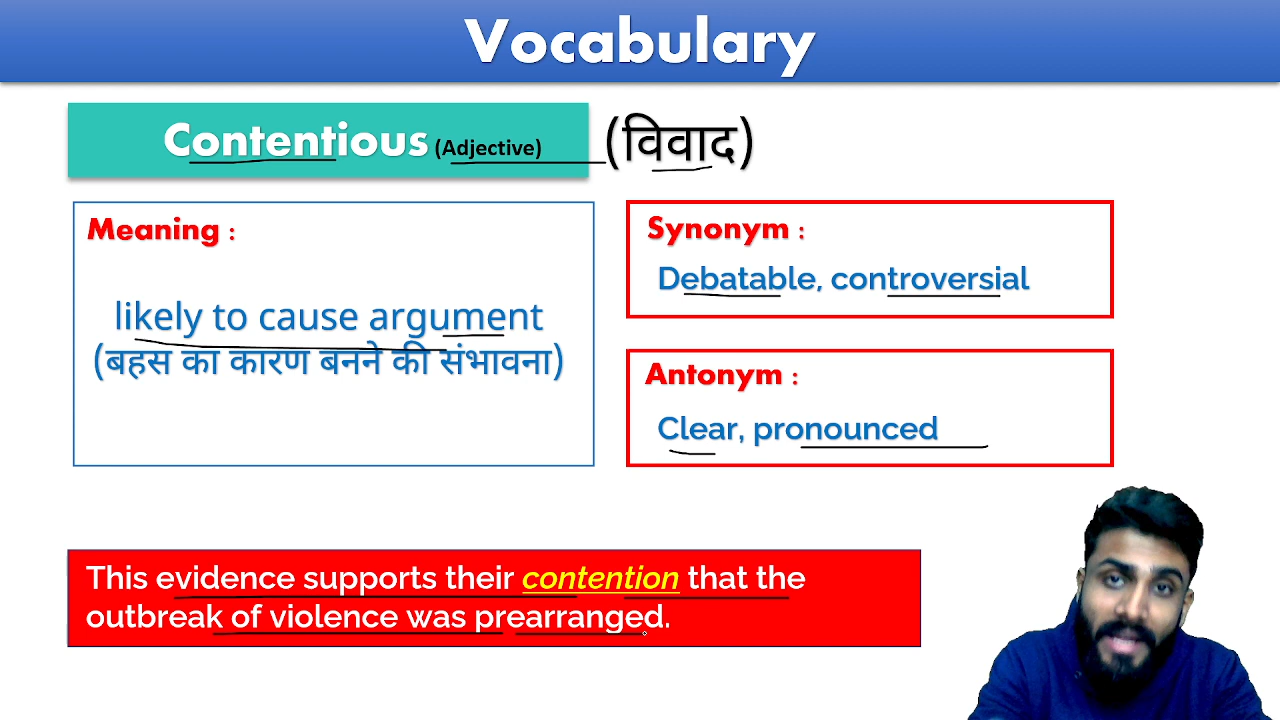 Vocabulary
Contentious (Adjective) (विवाद)
Meaning :
likely to cause argument
(बहस का कारण बनने की संभावना)
Synonym :
Debatable, controversial
Antonym :
Clear, pronounced
This evidence supports their contention that the
outbreak of violence was prearranged.